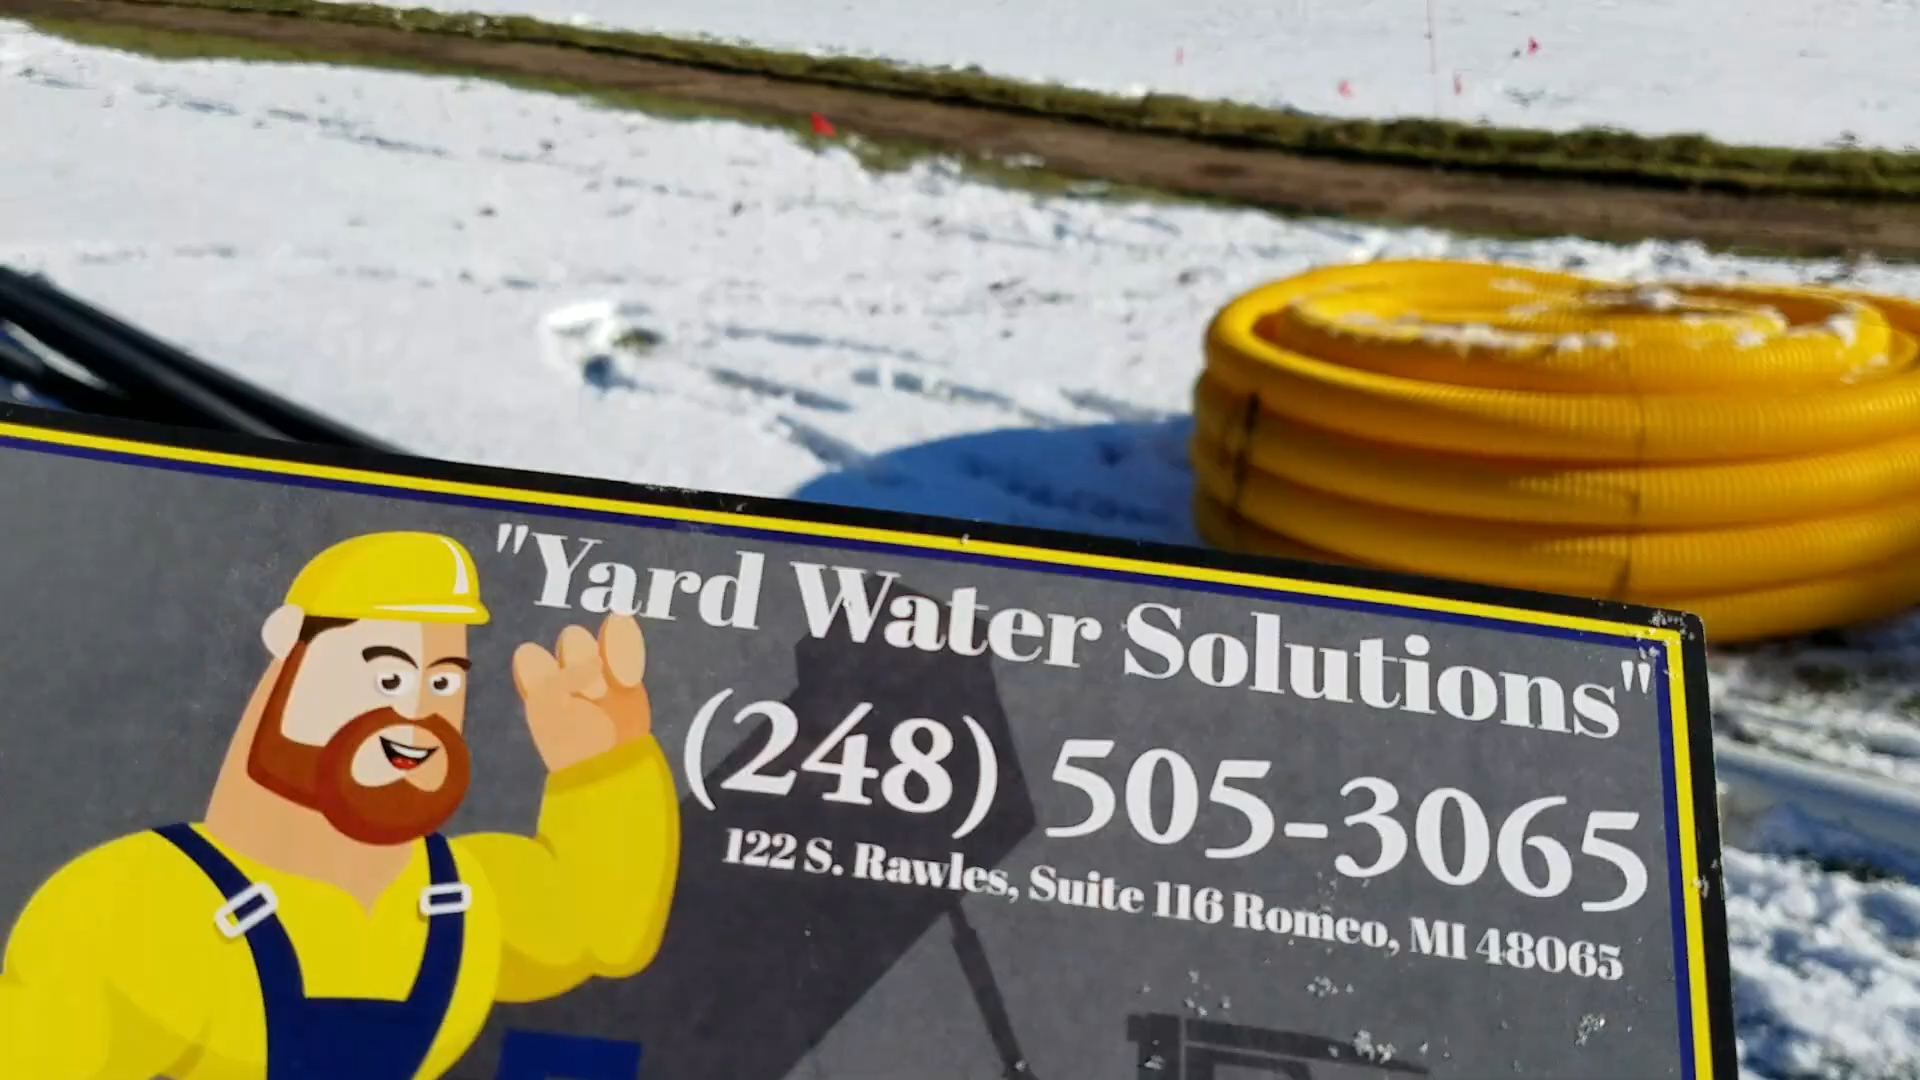 "Yard Water Solutions"
(248) 505-3065
122 S. Rawles, Suite 116 Romeo, MI 48065